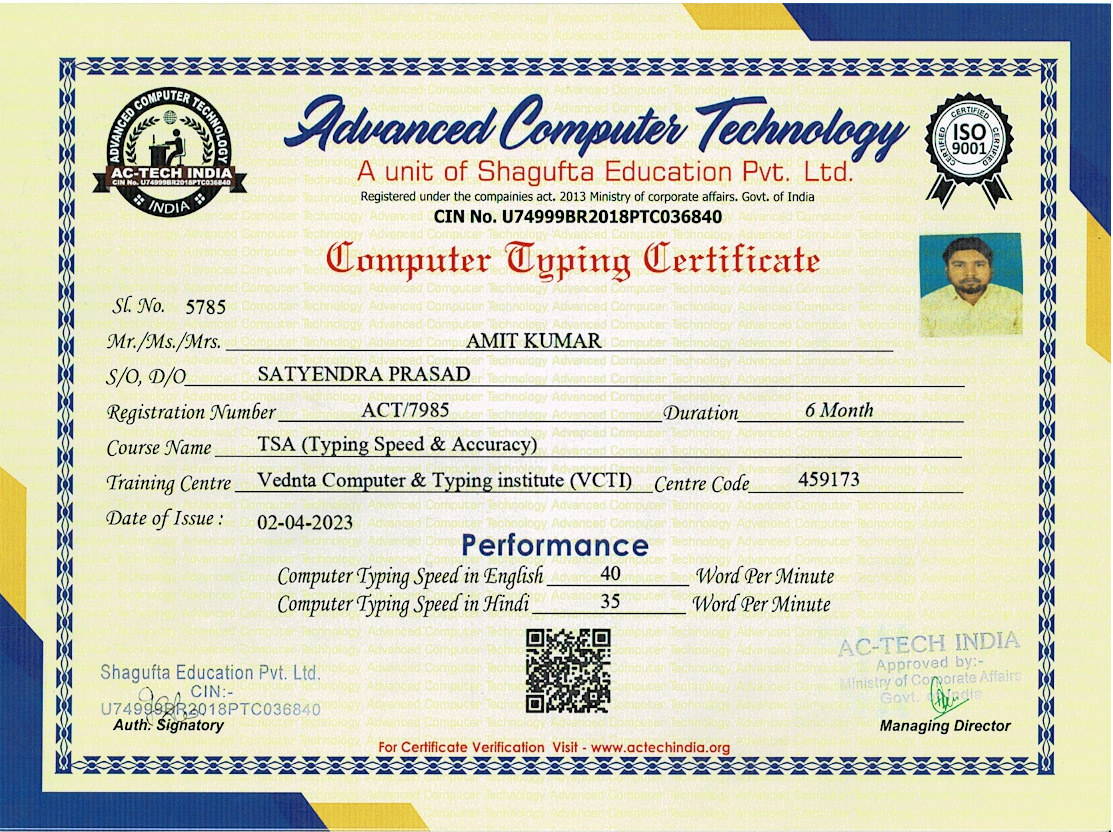 ADVANCED COMPUTER TECHNOLOGY
AC-TECH INDIA
CIN No. U74999BR2018PTC036840
INDIA
Advanced Computer Technology
CERTIFIED
ISO
9001
CERTIFIED
CERTIFIED
CERTIFIED
A unit of Shagufta Education Pvt. Ltd.
Registered under the compainies act. 2013 Ministry of corporate affairs. Govt. of India
CIN No. U74999BR2018PTC036840
Computer Typing Certificate
Sl. No. 5785
Mr./Ms./Mrs. AMIT KUMAR
S/O, D/O SATYENDRA PRASAD
Registration Number ACT/7985 Duration 6 Month
Course Name TSA (Typing Speed & Accuracy)
Training Centre Vednta Computer & Typing institute (VCTI) Centre Code 459173
Date of Issue : 02-04-2023
Performance
Computer Typing Speed in English 40 Word Per Minute
Computer Typing Speed in Hindi 35 Word Per Minute
Shagufta Education Pvt. Ltd.
CIN:-
U74999BR2018PTC036840
Auth. Signatory
AC-TECH INDIA
Approved by:-
Ministry of Corporate Affairs
Govt. of India
Managing Director
For Certificate Verification Visit - www.actechindia.org